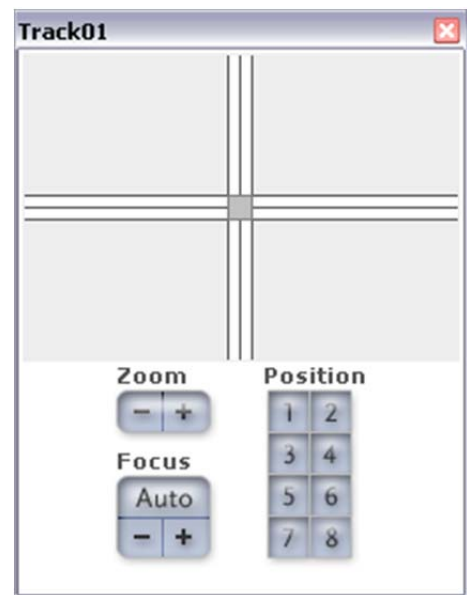 Track01
Zoom
- +
Focus
Auto
- +
Position
1 2
3 4
5 6
7 8